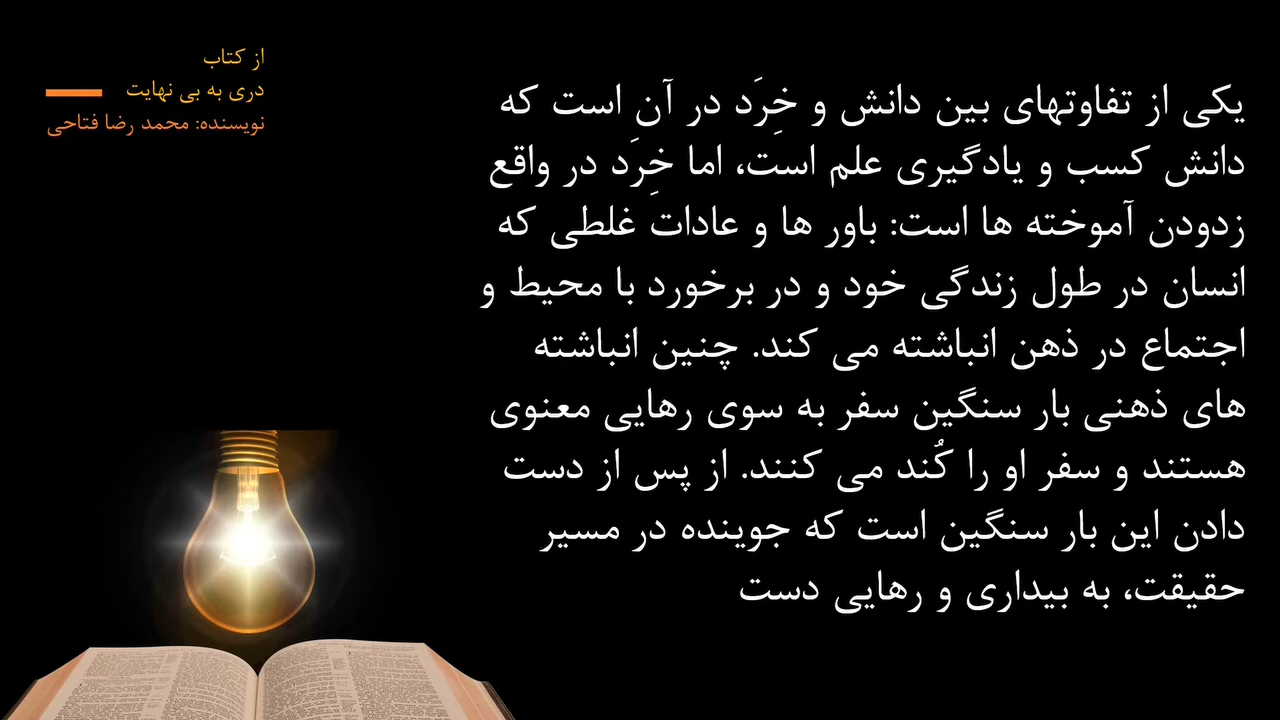 از کتاب
دری به بی نهایت
نویسنده: محمد رضا فتاحی
یکی از تفاوتهای بین دانش و خِرَد در آن است که
دانش کسب و یادگیری علم است، اما خِرَد در واقع
زدودن آموخته ها است: باور ها و عادات غلطی که
انسان در طول زندگی خود و در برخورد با محیط و
اجتماع در ذهن انباشته می کند. چنین انباشته
های ذهنی بار سنگین سفر به سوی رهایی معنوی
هستند و سفر او را کُند می کنند. از پس از دست
دادن این بار سنگین است که جوینده در مسیر
حقیقت، به بیداری و رهایی دست